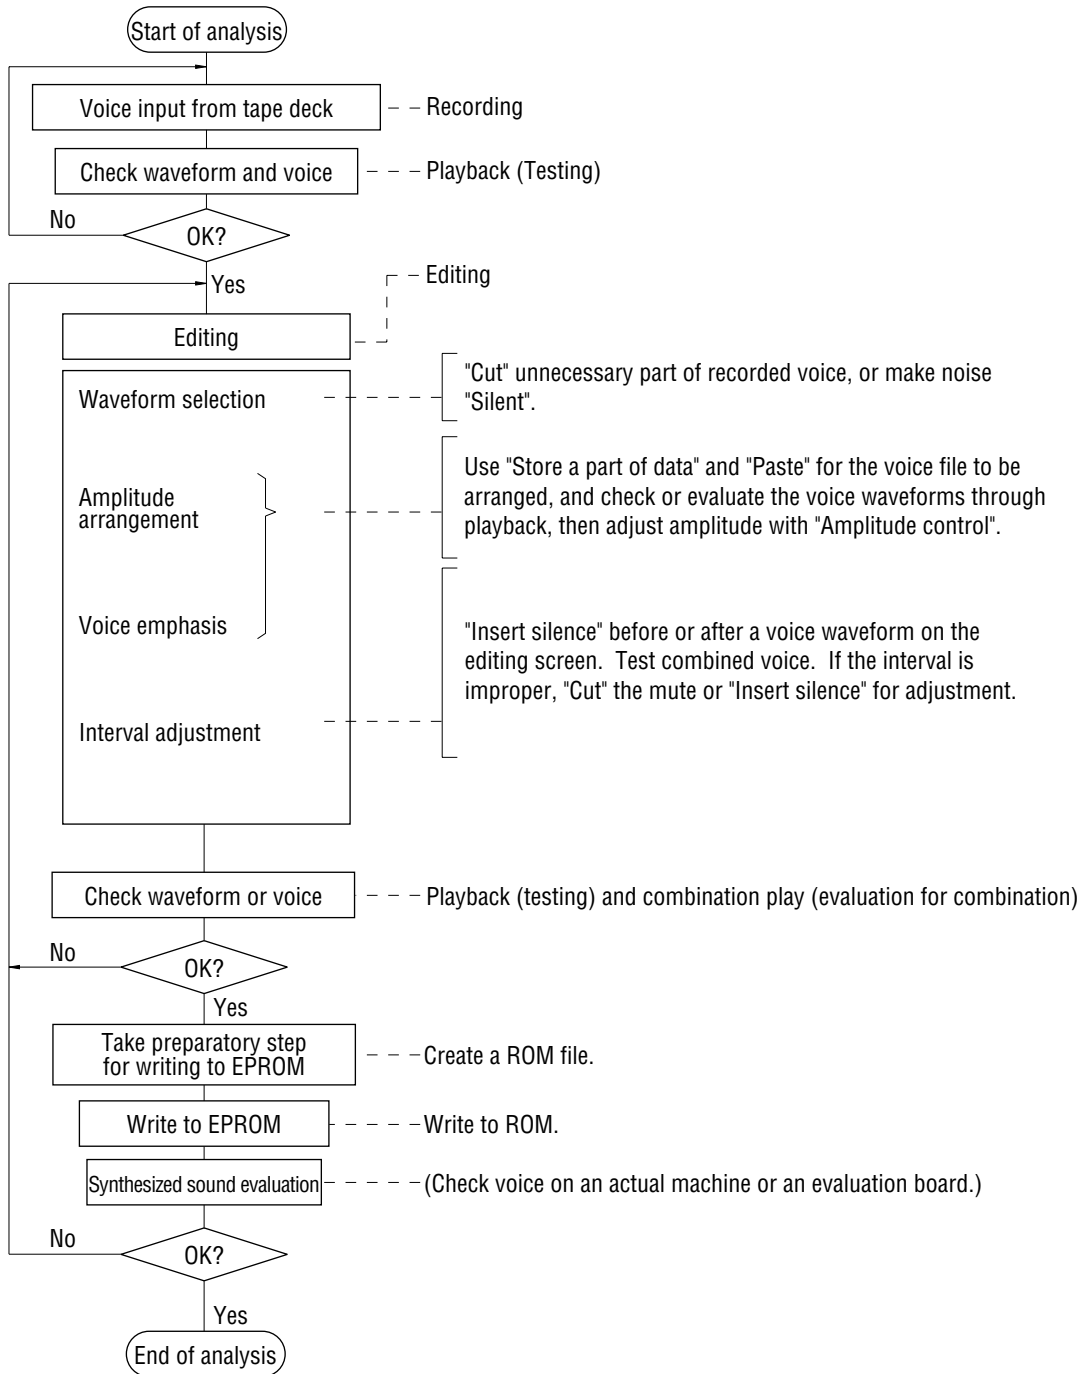 Start of analysis
Voice input from tape deck
Recording
Check waveform and voice
Playback (Testing)
No
OK?
Yes
Editing
Editing
Waveform selection
"Cut" unnecessary part of recorded voice, or make noise
"Silent".
Amplitude
arrangement
Use "Store a part of data" and "Paste" for the voice file to be
arranged, and check or evaluate the voice waveforms through
playback, then adjust amplitude with "Amplitude control".
Voice emphasis
"Insert silence" before or after a voice waveform on the
editing screen.  Test combined voice.  If the interval is
improper, "Cut" the mute or "Insert silence" for adjustment.
Interval adjustment
Check waveform or voice
Playback (testing) and combination play (evaluation for combination)
No
OK?
Yes
Take preparatory step
for writing to EPROM
Create a ROM file.
Write to EPROM
Write to ROM.
Synthesized sound evaluation
(Check voice on an actual machine or an evaluation board.)
No
OK?
Yes
End of analysis